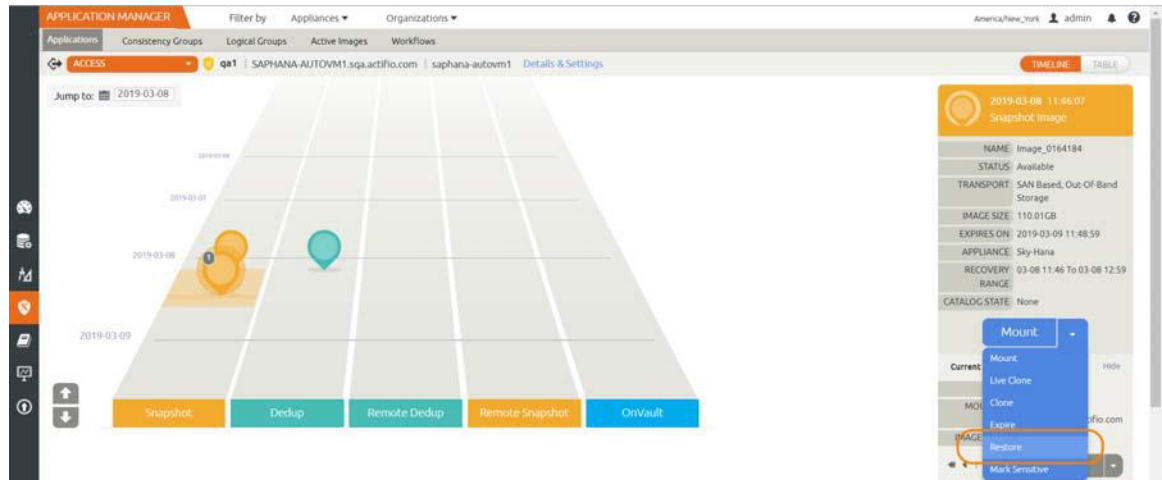 APPLICATION MANAGER Filter by Appliances Organizations America/New_York admin
Applications Consistency Groups Logical Groups Active Images Workflows
ACCESS qa1 SAPHANA-AUTOVM1.sqa.actifio.com saphana-autovm1 Details & Settings TIMELINE TABLE
Jump to: 2019-03-08
2019-03-07
2019-03-08
1
2019-03-09
Snapshot Dedup Remote Dedup Remote Snapshot OnVault
2019-03-08 11:46:07
Snapshot Image
NAME Image_0164184
STATUS Available
TRANSPORT SAN Based, Out-Of-Band
Storage
IMAGE SIZE 110.01GB
EXPIRES ON 2019-03-09 11:48:59
APPLIANCE Sky-Hana
RECOVERY RANGE 03-08 11:46 To 03-08 12:59
CATALOG STATE None
Mount
Current Hide
Mount
Live Clone
Clone
MOU
Expire
fio.com
IMAGE
Restore
Mark Sensitive